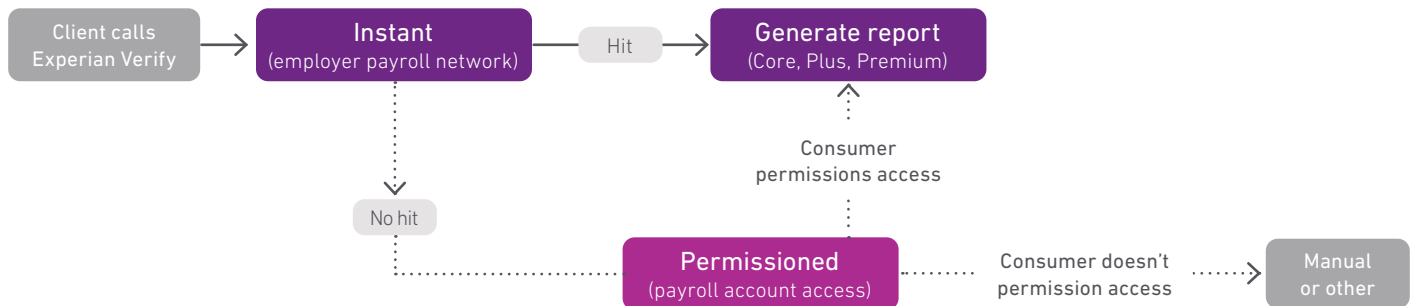 Client calls
Experian Verify
Instant
(employer payroll network)
Hit
Generate report
(Core, Plus, Premium)
Consumer
permissions access
No hit
Permissioned
(payroll account access)
Consumer doesn't
permission access
Manual
or other